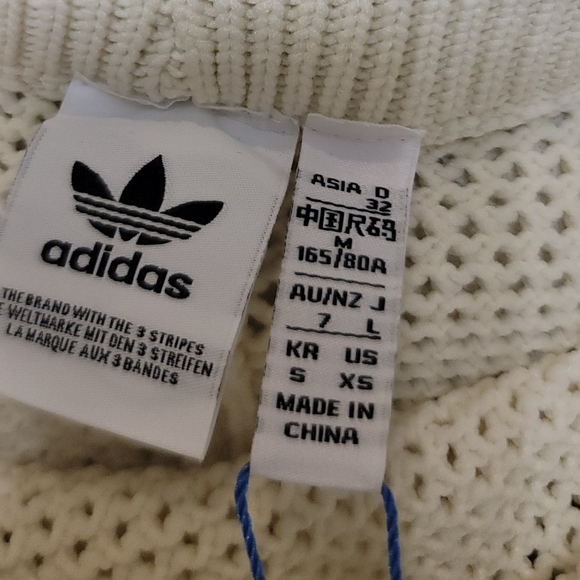 adidas
THE BRAND WITH THE 3 STRIPES
E WELTMARKE MIT DEN 3 STREIFEN
LA MARQUE AUX 3 BANDES
ASIA D
32
中国尺码
M
165/80A
AU/NZ J
7 L
KR US
S XS
MADE IN
CHINA